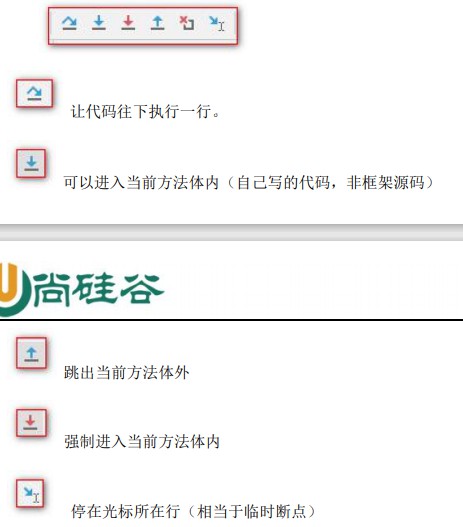 让代码往下执行一行。
可以进入当前方法体内（自己写的代码，非框架源码）
尚硅谷
跳出当前方法体外
强制进入当前方法体内
停在光标所在行（相当于临时断点）